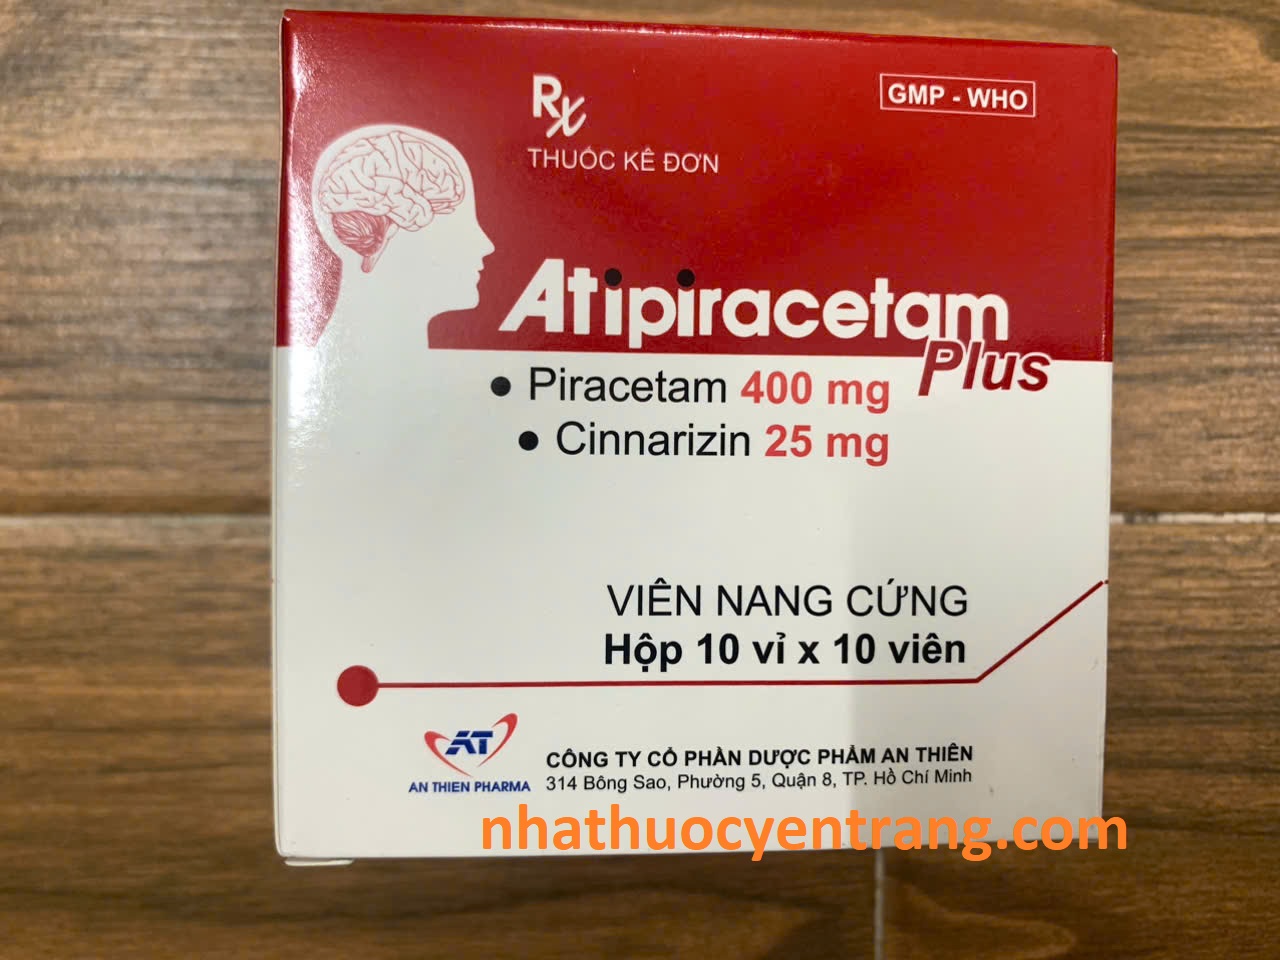 Rx
GMP - WHO
THUỐC KÊ ĐƠN
Atipiracetam
Plus
• Piracetam 400 mg
• Cinnarizin 25 mg
VIÊN NANG CỨNG
Hộp 10 vỉ x 10 viên
AT
AN THIEN PHARMA
CÔNG TY CỔ PHẦN DƯỢC PHẨM AN THIÊN
314 Bông Sao, Phường 5, Quận 8, TP. Hồ Chí Minh
nhathuocyentrang.com